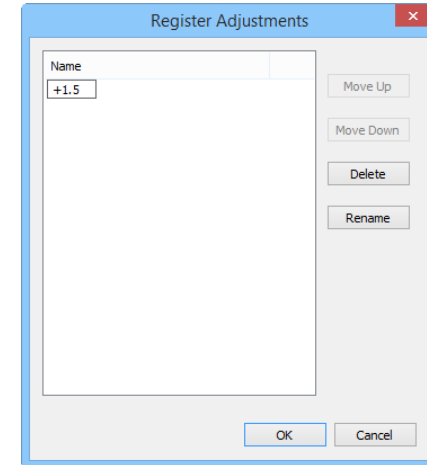 Register Adjustments
Name
+1.5
Move Up
Move Down
Delete
Rename
OK
Cancel